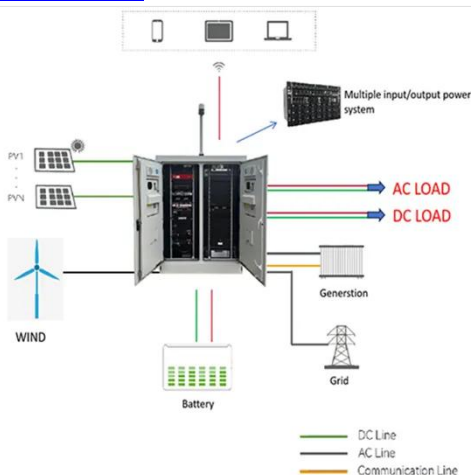 Multiple input/output power
system
PV1
PVN
AC LOAD
DC LOAD
WIND
Generstion
Battery
Grid
DC Line
AC Line
Communication Line